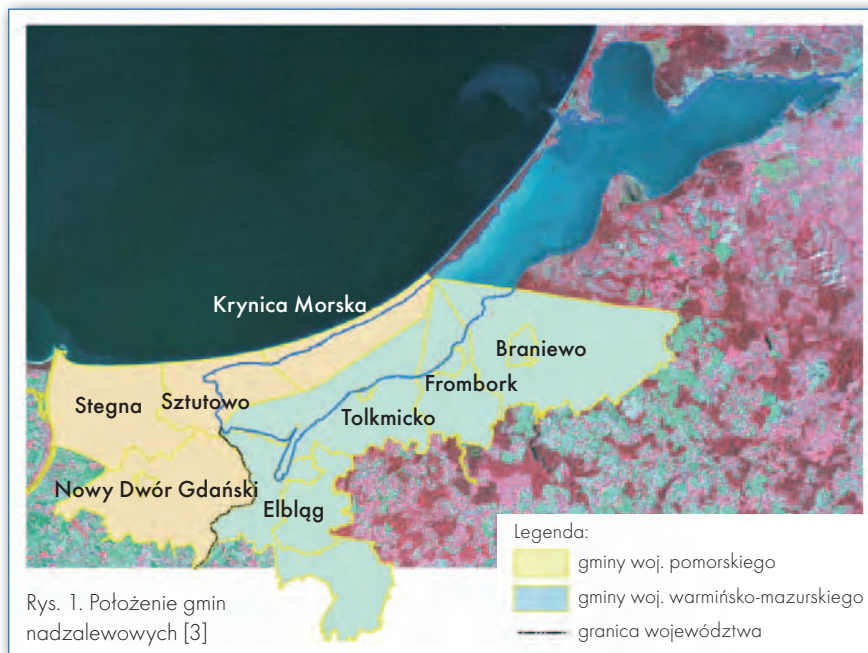 Krynica Morska
Braniewo
Frombork
Stegna
Sztutowo
Tolkmicko
Nowy Dwór Gdański
Elbląg
Legenda:
gminy woj. pomorskiego
gminy woj. warmińsko-mazurskiego
granica województwa
Rys. 1. Położenie gmin
nadzalewowych [3]